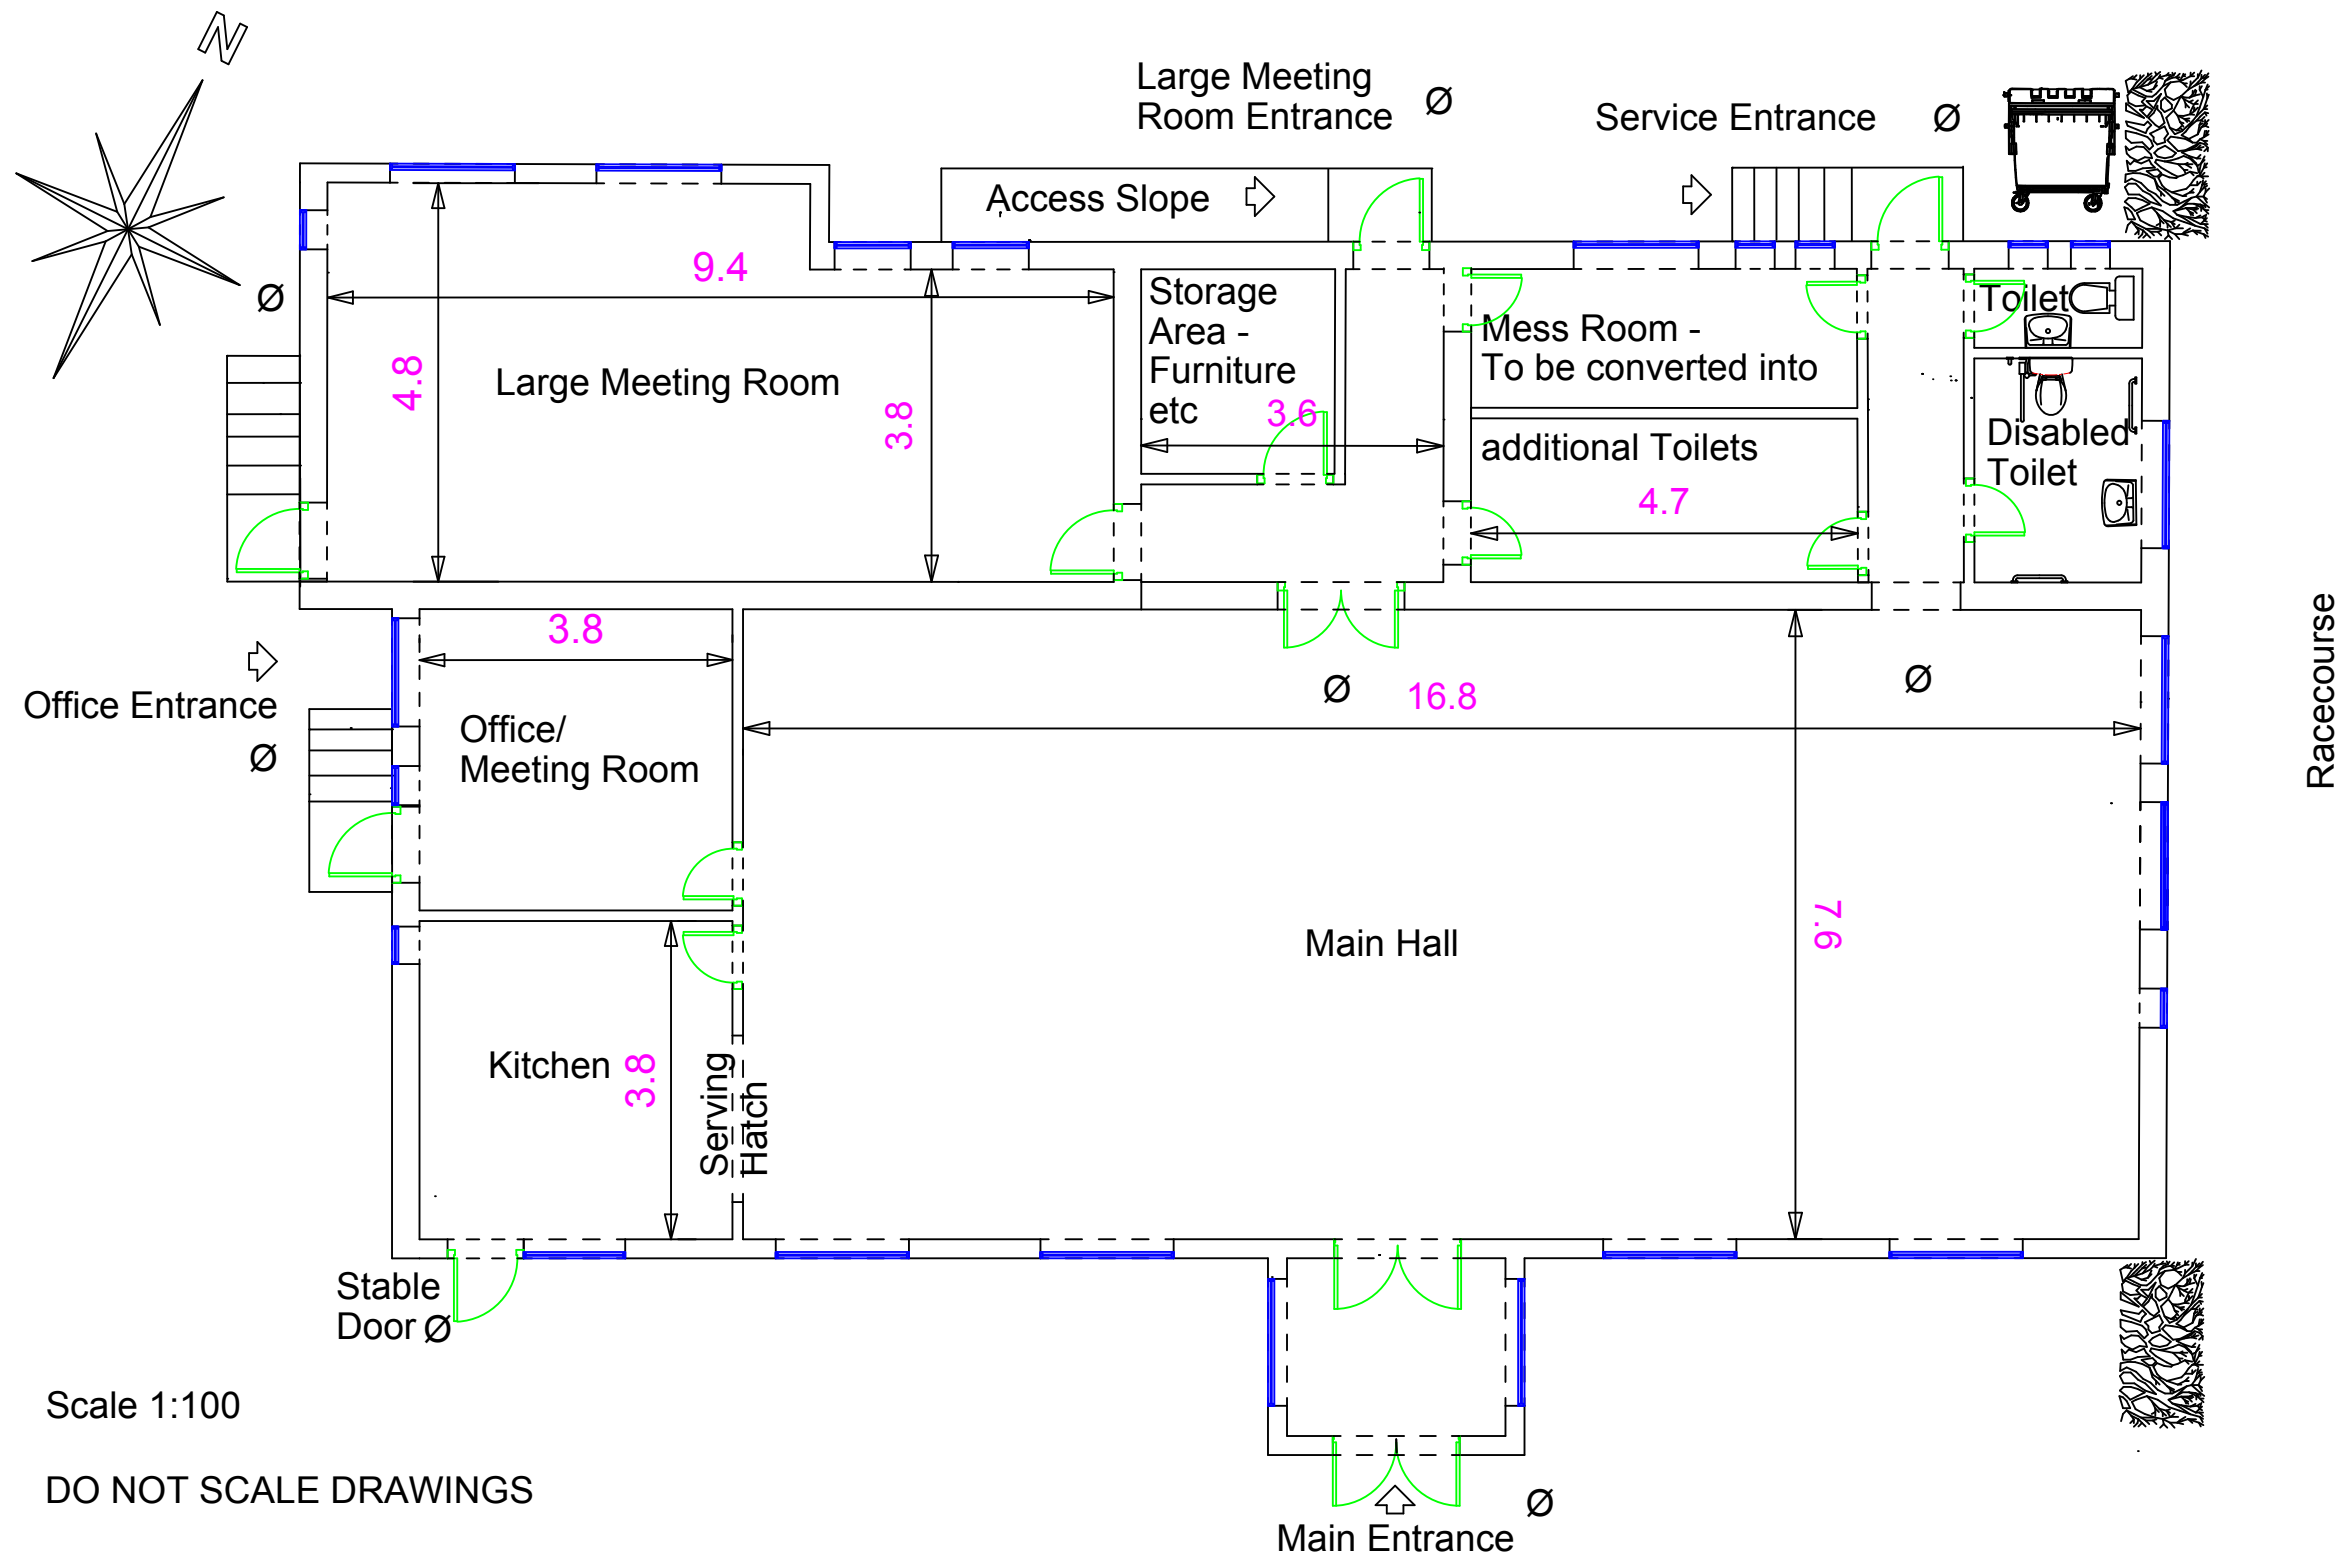 N
Large Meeting
Room Entrance Ø
Service Entrance Ø
Access Slope
9.4
Ø
4.8
Large Meeting Room
3.8
Storage
Area -
Furniture
etc
3.6
Mess Room -
To be converted into
additional Toilets
4.7
Toilet
Disabled
Toilet
Racecourse
Office Entrance
Ø
3.8
Office/
Meeting Room
Ø
16.8
Ø
7.6
Main Hall
Kitchen
3.8
Serving
Hatch
Stable
Door Ø
Scale 1:100
DO NOT SCALE DRAWINGS
Ø
Main Entrance